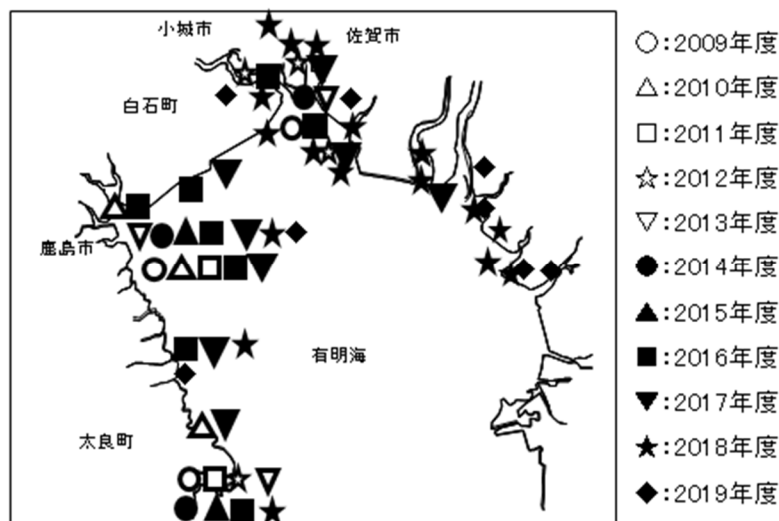 小城市
佐賀市
白石町
鹿島市
有明海
太良町
○:2009年度
△:2010年度
□:2011年度
☆:2012年度
▽:2013年度
●:2014年度
▲:2015年度
■:2016年度
▼:2017年度
★:2018年度
◆:2019年度